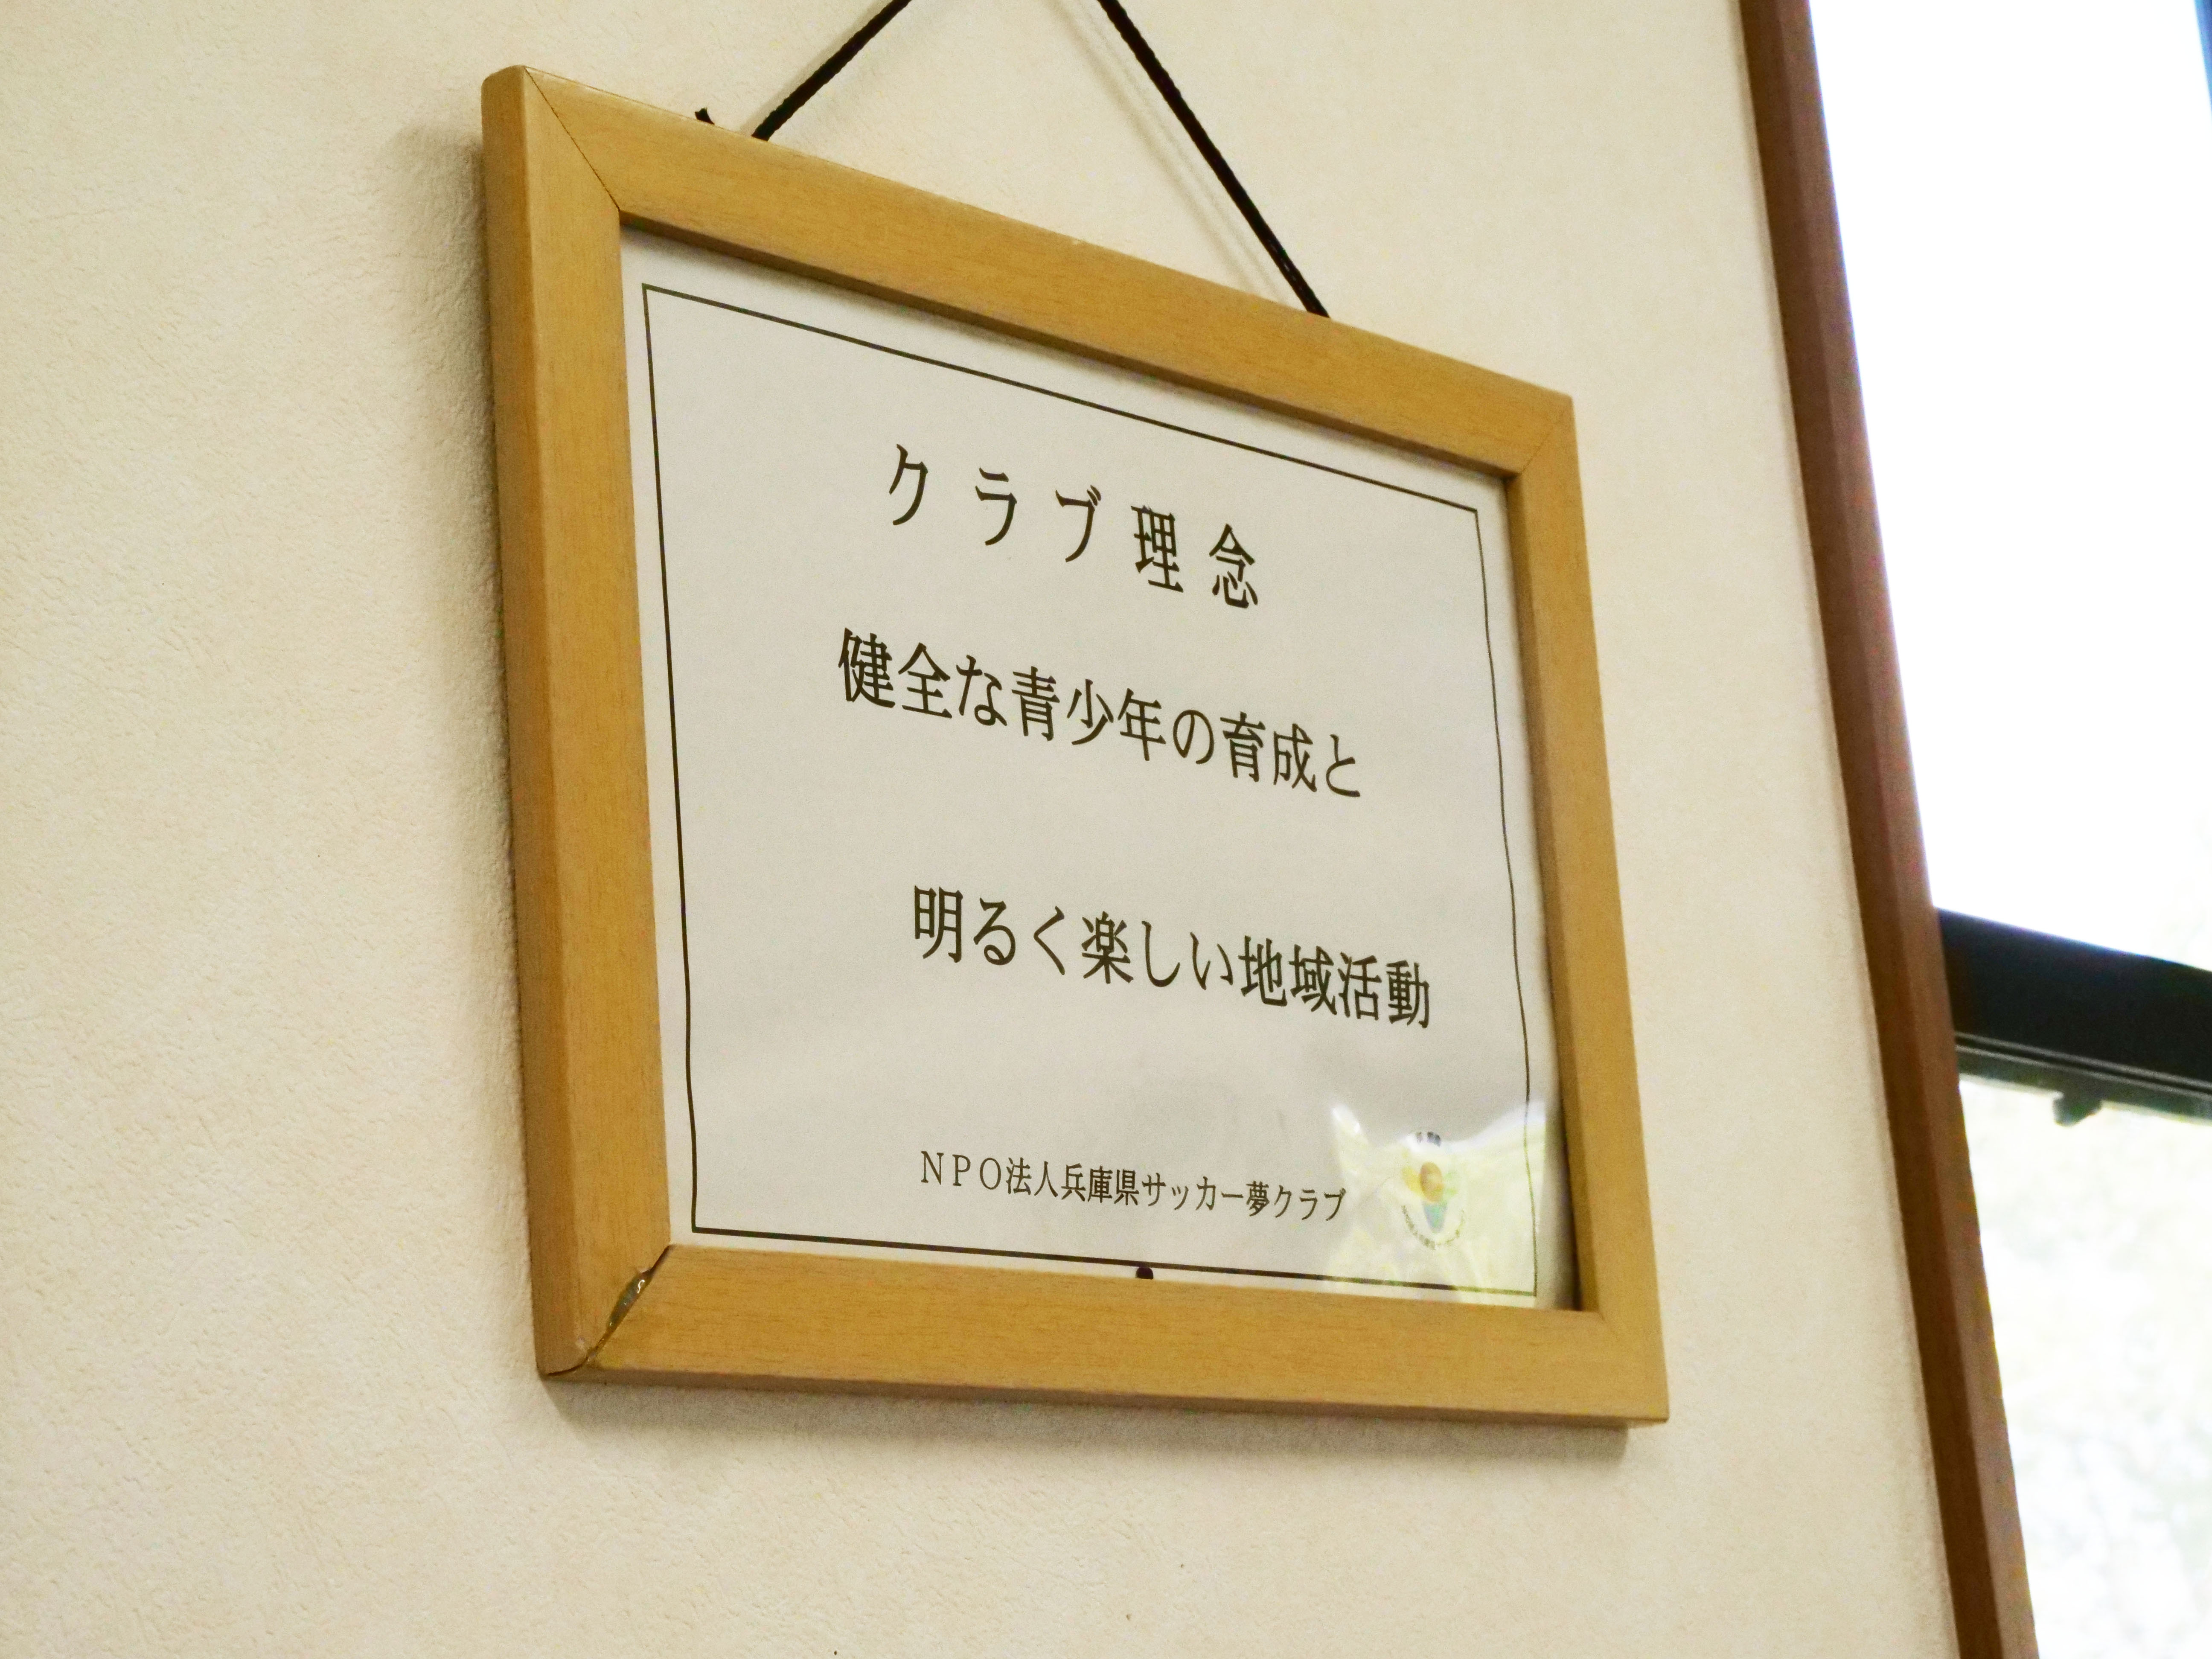 クラブ理念
健全な青少年の育成と
明るく楽しい地域活動
ＮＰＯ法人兵庫県サッカー夢クラブ